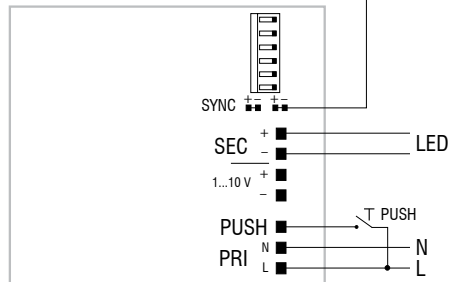 SYNC + - + -
+
SEC - LED
1...10 V +
-
PUSH PUSH
N N
PRI L L